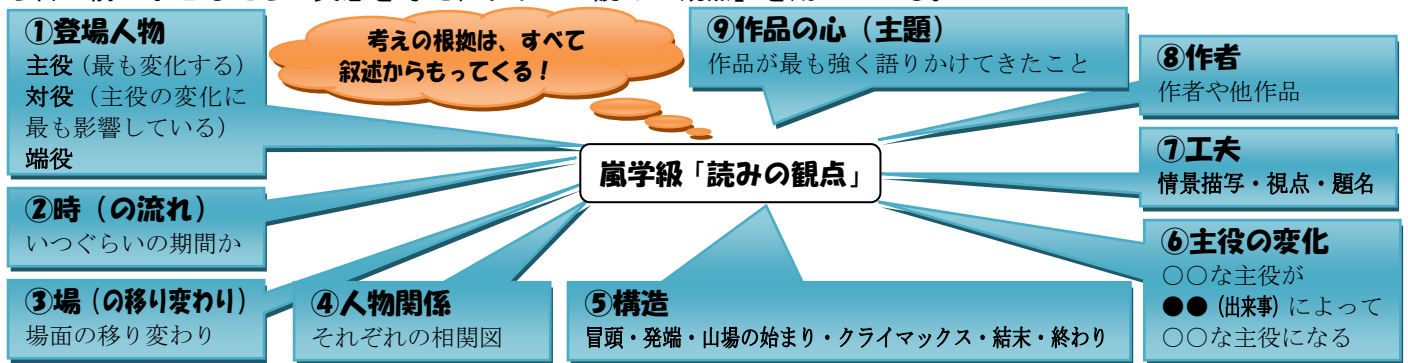 ①登場人物
主役(最も変化する)
対役(主役の変化に
最も影響している)
端役
考えの根拠は、すべて
叙述からもってくる!
⑨作品の心(主題)
作品が最も強く語りかけてきたこと
⑧作者
作者や他作品
嵐学級「読みの観点」
⑦工夫
情景描写・視点・題名
②時(の流れ)
いつぐらいの期間か
⑥主役の変化
○○な主役が
●●(出来事)によって
○○な主役になる
③場(の移り変わり)
場面の移り変わり
④人物関係
それぞれの相関図
⑤構造
冒頭・発端・山場の始まり・クライマックス・結末・終わり